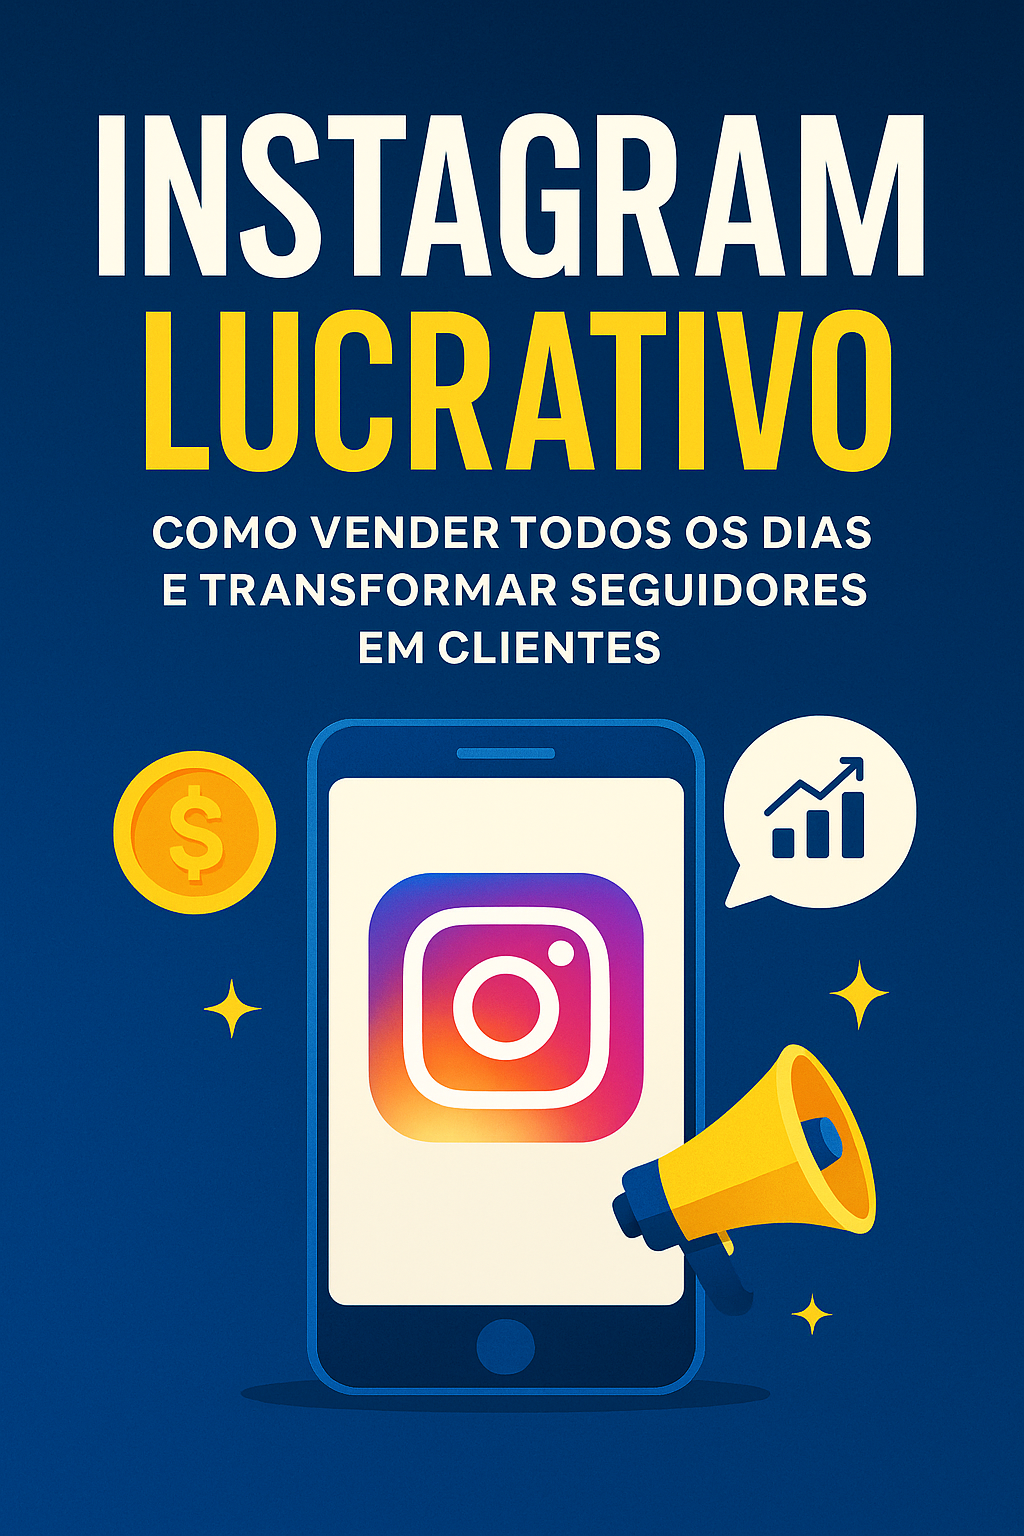 INSTAGRAM
LUCRATIVO
COMO VENDER TODOS OS DIAS
E TRANSFORMAR SEGUIDORES
EM CLIENTES
$